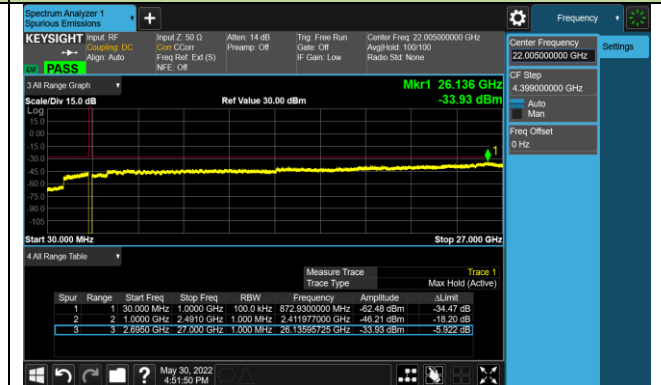 Spectrum Analyzer 1
Spurious Emissions
Frequency
KEYSIGHT Input: RF Input Z: 50 Ω Atten: 14 dB Trig: Free Run Center Freq: 22.005000000 GHz
Coupling: DC Corr CCorr Preamp: Off Gate: Off Avg|Hold: 100/100
Align: Auto Freq Ref: Ext (S) IF Gain: Low Radio Std: None
NFE: Off
PASS
Center Frequency
22.005000000 GHz
Settings
CF Step
4.399000000 GHz
Auto
Man
Freq Offset
0 Hz
3 All Range Graph
Mkr1 26.136 GHz
Scale/Div 15.0 dB Ref Value 30.00 dBm -33.93 dBm
Log
15.0
0.00
-15.0
-30.0
-45.0
-60.0
-75.0
-90.0
-105
1
Start 30.000 MHz Stop 27.000 GHz
4 All Range Table
Measure Trace Trace 1
Trace Type Max Hold (Active)
Spur Range Start Freq Stop Freq RBW Frequency Amplitude ΔLimit
1 1 30.000 MHz 1.0000 GHz 100.0 kHz 872.9300000 MHz -62.48 dBm -34.47 dB
2 2 1.0000 GHz 2.4910 GHz 1.000 MHz 2.411977000 GHz -46.21 dBm -18.20 dB
3 3 2.6950 GHz 27.000 GHz 1.000 MHz 26.13595725 GHz -33.93 dBm -5.922 dB
May 30, 2022
4:51:50 PM